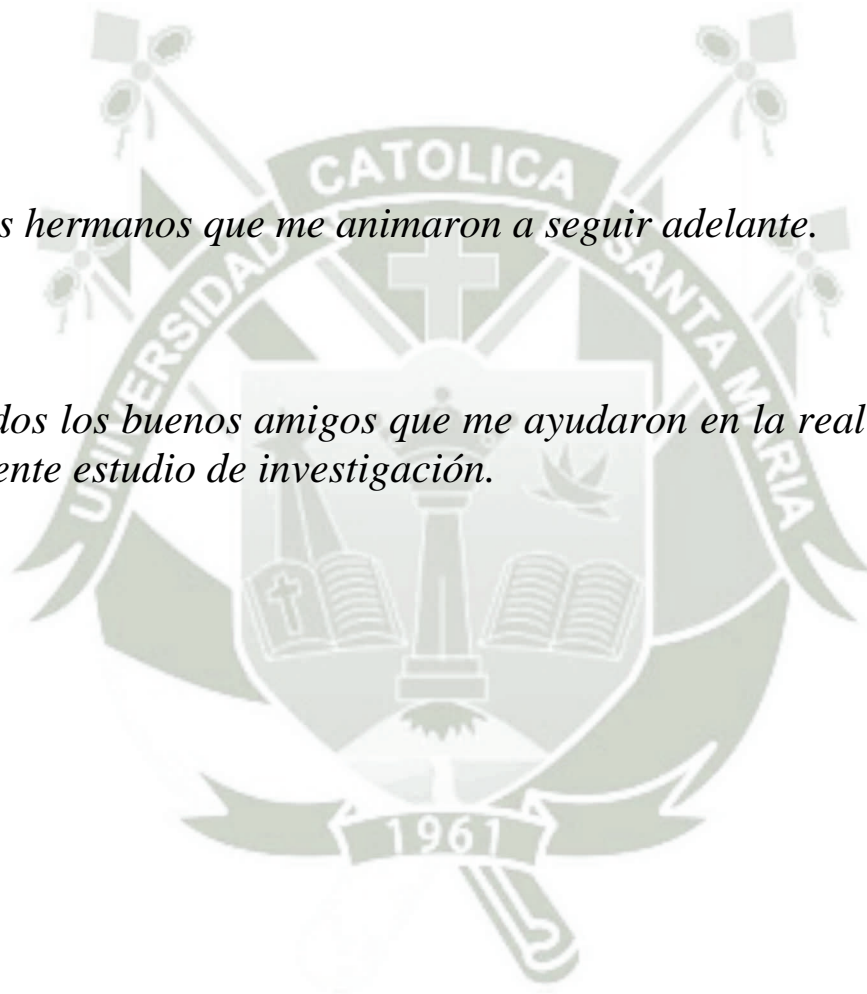 s hermanos que me animaron a seguir adelante.
dos los buenos amigos que me ayudaron en la real
ente estudio de investigación.
UNIVERSIDAD CATOLICA SANTA MARIA
1961